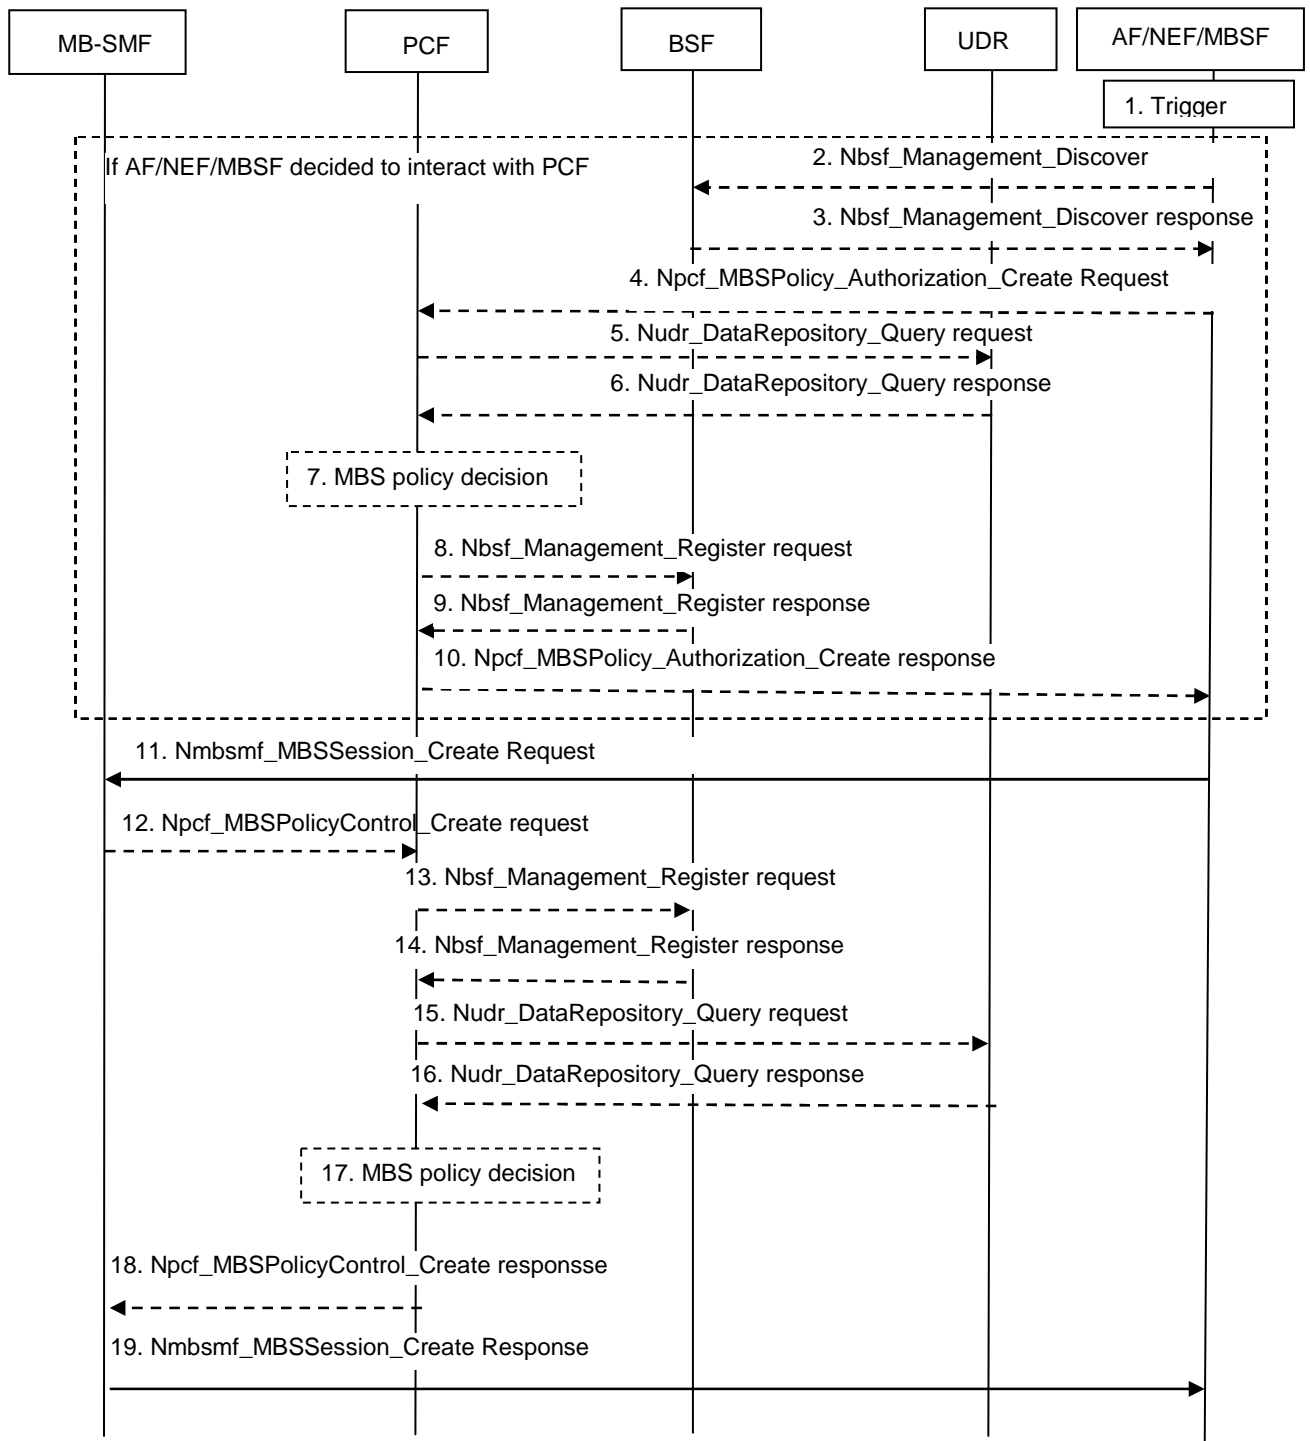 MB-SMF
PCF
BSF
UDR
AF/NEF/MBSF
1. Trigger
If AF/NEF/MBSF decided to interact with PCF
2. Nbsf_Management_Discover
3. Nbsf_Management_Discover response
4. Npcf_MBSPolicy_Authorization_Create Request
5. Nudr_DataRepository_Query request
6. Nudr_DataRepository_Query response
7. MBS policy decision
8. Nbsf_Management_Register request
9. Nbsf_Management_Register response
10. Npcf_MBSPolicy_Authorization_Create response
11. Nmbsmf_MBSSession_Create Request
12. Npcf_MBSPolicyControl_Create request
13. Nbsf_Management_Register request
14. Nbsf_Management_Register response
15. Nudr_DataRepository_Query request
16. Nudr_DataRepository_Query response
17. MBS policy decision
18. Npcf_MBSPolicyControl_Create responsse
19. Nmbsmf_MBSSession_Create Response